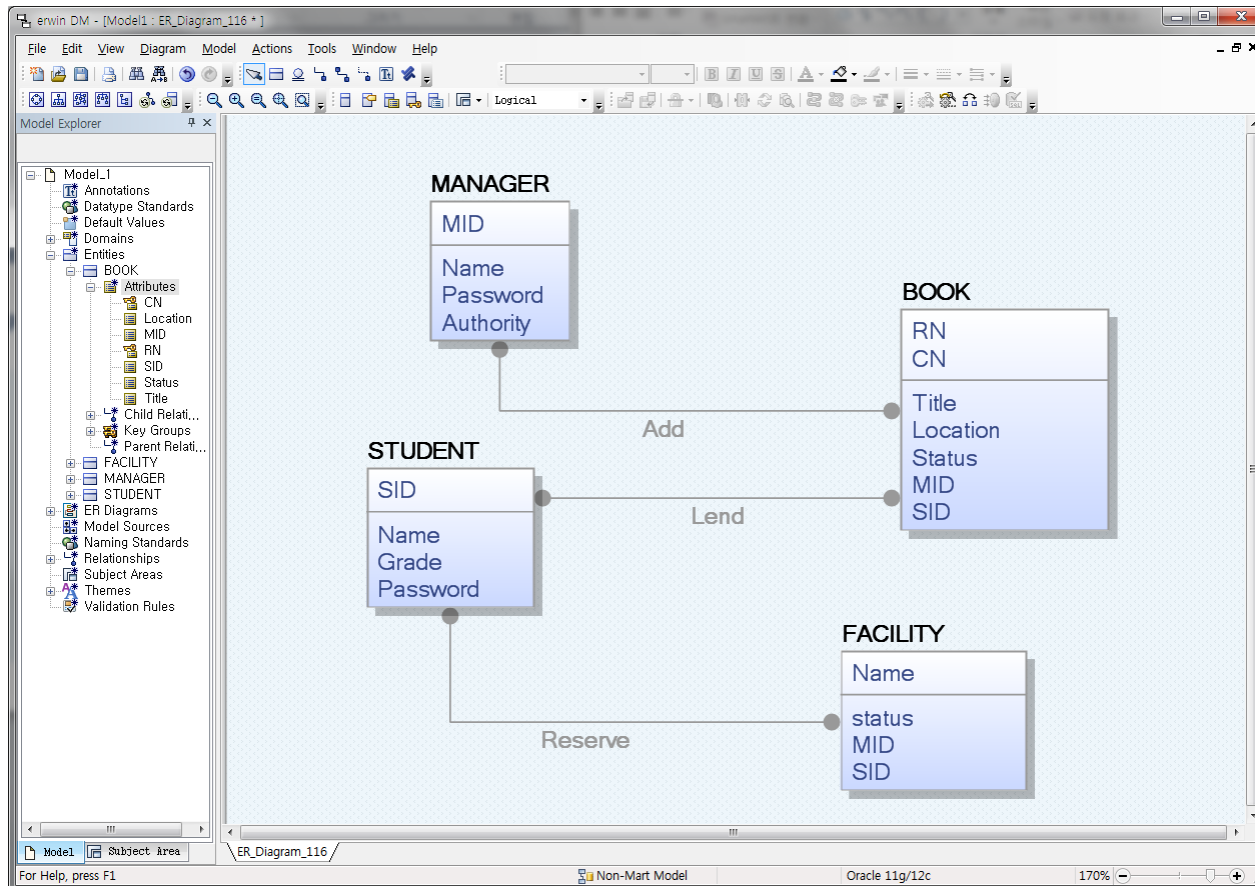 erwin DM - [Model1 : ER_Diagram_116 * ]
File Edit View Diagram Model Actions Tools Window Help
Logical
Model Explorer
Model_1
Annotations
Datatype Standards
Default Values
Domains
Entities
BOOK
Attributes
CN
Location
MID
RN
SID
Status
Title
Child Relati...
Key Groups
Parent Relati...
FACILITY
MANAGER
STUDENT
ER Diagrams
Model Sources
Naming Standards
Relationships
Subject Areas
Themes
Validation Rules
Model Subject Area
MANAGER
MID
Name
Password
Authority
BOOK
RN
CN
Title
Location
Status
MID
SID
Add
STUDENT
SID
Name
Grade
Password
Lend
FACILITY
Name
status
MID
SID
Reserve
ER_Diagram_116
For Help, press F1 Non-Mart Model Oracle 11g/12c 170%